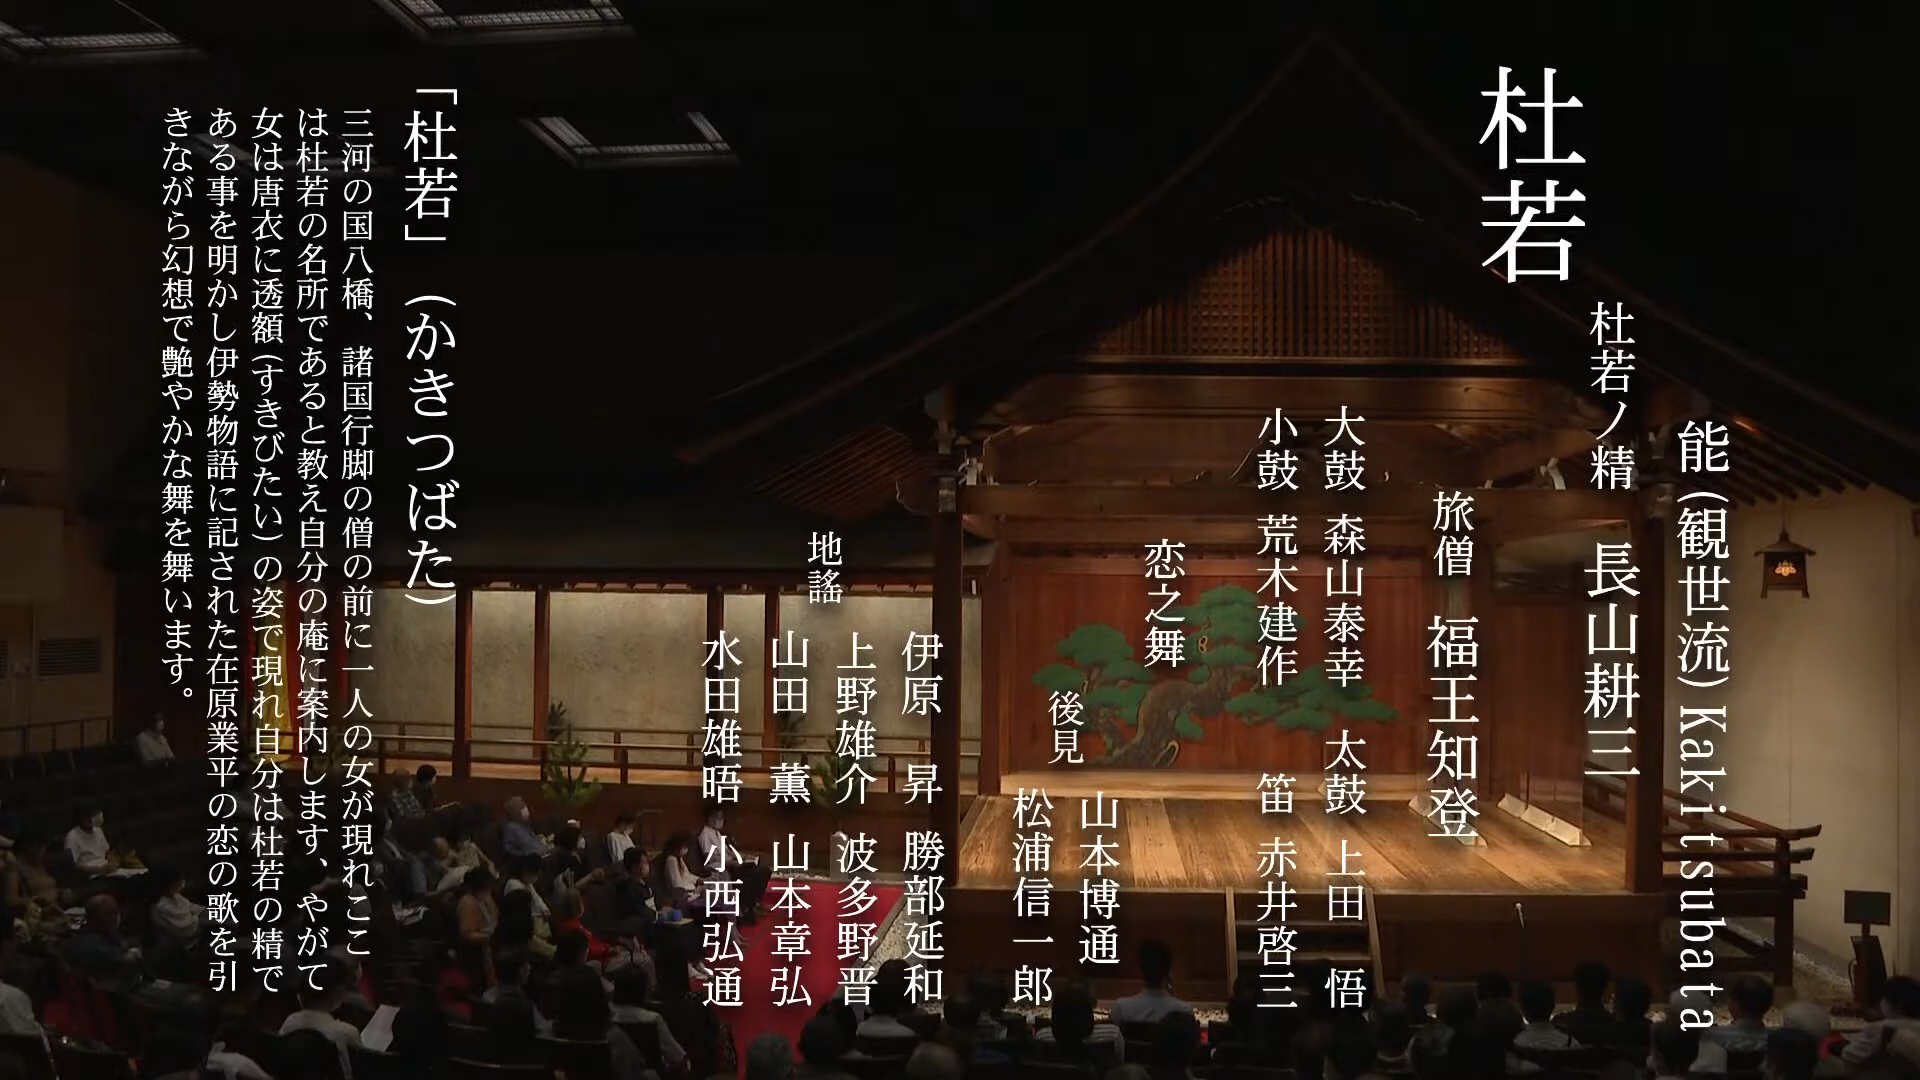 能(観世流) Kakitsubata
杜若ノ精 長山耕三
杜若
旅僧 福王知登
大鼓 森山泰幸 太鼓 上田 悟
小鼓 荒木建作 笛 赤井啓三
恋之舞
後見 山本博通
松浦信一郎
地謡
伊原 昇 勝部延和
上野雄介 波多野晋
山田 薫 山本章弘
水田雄晤 小西弘通
「杜若」(かきつばた)
三河の国八橋、諸国行脚の僧の前に一人の女が現れここ
は杜若の名所であると教え自分の庵に案内します、やがて
女は唐衣に透額(すきびたい)の姿で現れ自分は杜若の精で
ある事を明かし伊勢物語に記された在原業平の恋の歌を引
きながら幻想で艶やかな舞を舞います。